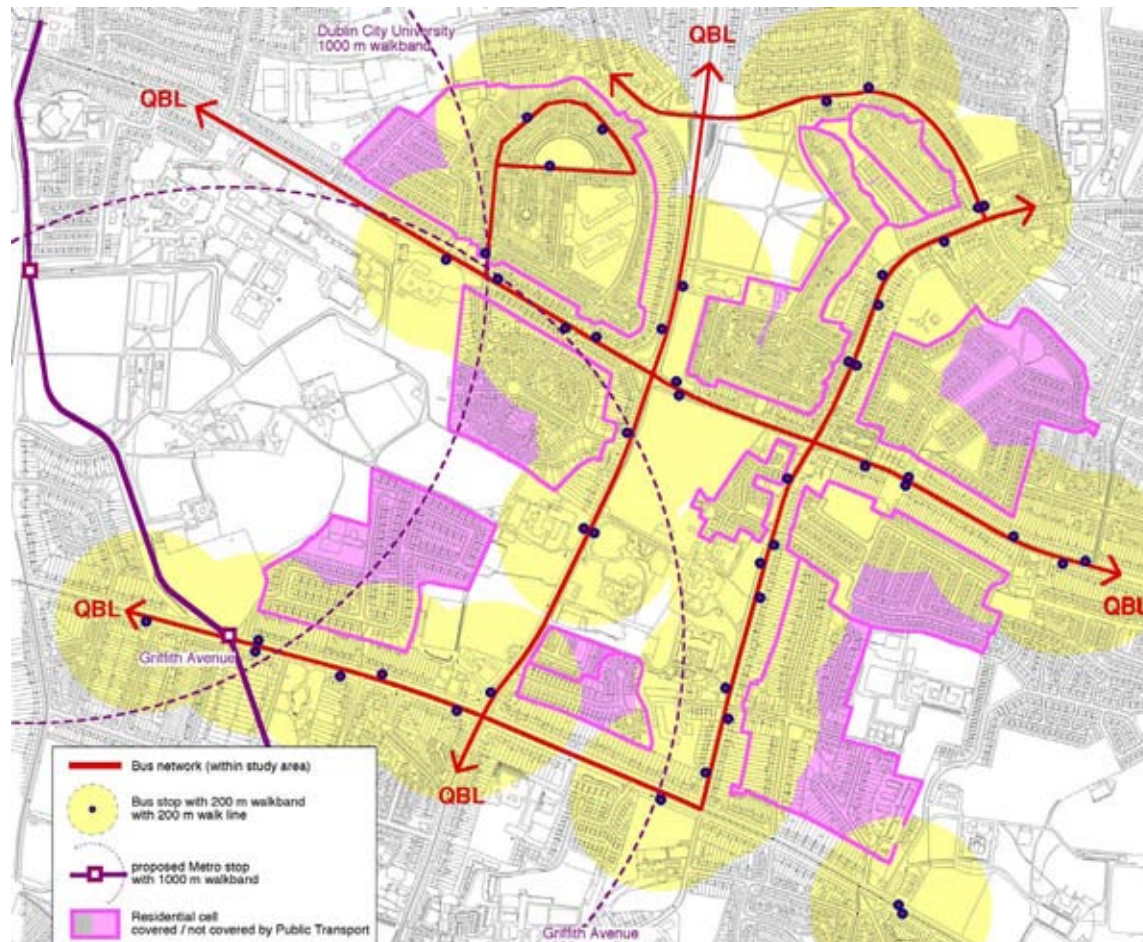 Dublin City University
1000 m walkband
QBL
QBL
QBL
QBL
Griffith Avenue
QBL
Bus network (within study area)
Bus stop with 200 m walkband
with 200 m walk line
proposed Metro stop
with 1000 m walkband
Residential cell
covered / not covered by Public Transport
Griffith Avenue